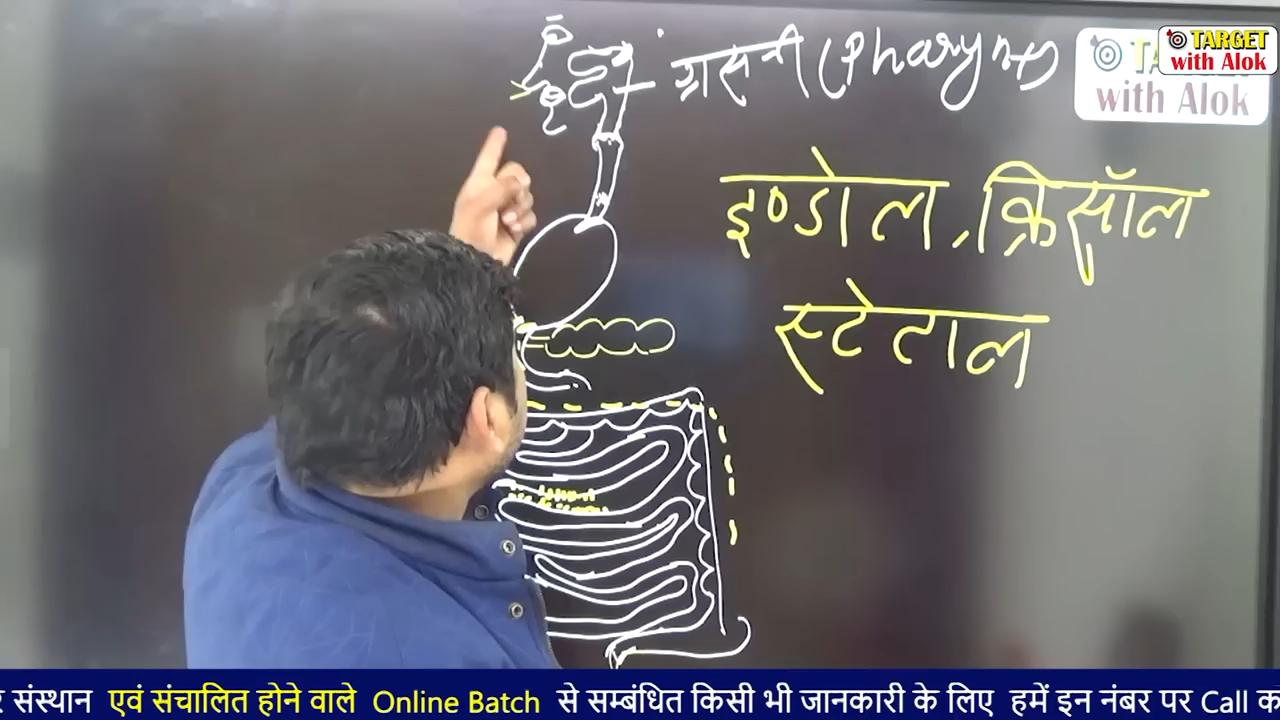 ग्रसनी (Pharynx)
TARGET
with Alok
T
with Alok
इण्डोल, क्रिसॉल
स्टेटाल
र संस्थान एवं संचालित होने वाले Online Batch से सम्बंधित किसी भी जानकारी के लिए हमें इन नंबर पर Call क